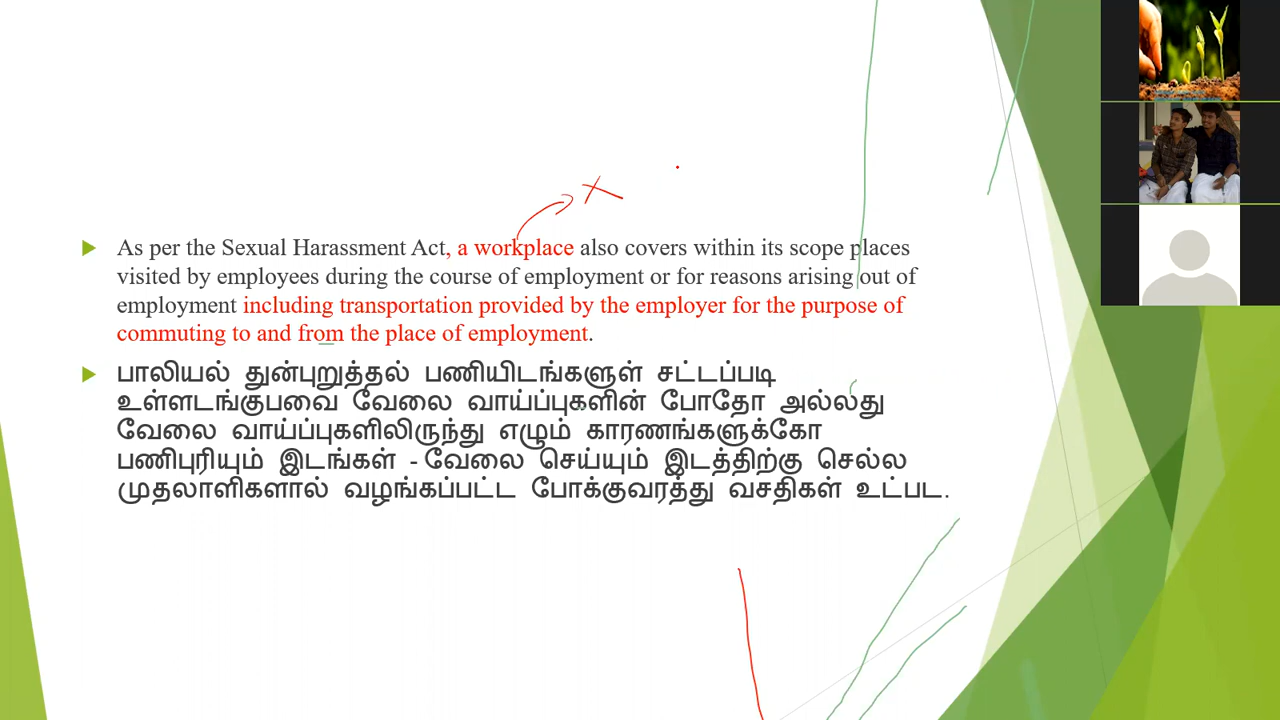 As per the Sexual Harassment Act, a workplace also covers within its scope places
visited by employees during the course of employment or for reasons arising out of
employment including transportation provided by the employer for the purpose of
commuting to and from the place of employment.
பாலியல் துன்புறுத்தல் பணியிடங்களுள் சட்டப்படி
உள்ளடங்குபவை வேலை வாய்ப்புகளின் போதோ அல்லது
வேலை வாய்ப்புகளிலிருந்து எழும் காரணங்களுக்கோ
பணிபுரியும் இடங்கள் - வேலை செய்யும் இடத்திற்கு செல்ல
முதலாளிகளால் வழங்கப்பட்ட போக்குவரத்து வசதிகள் உட்பட.